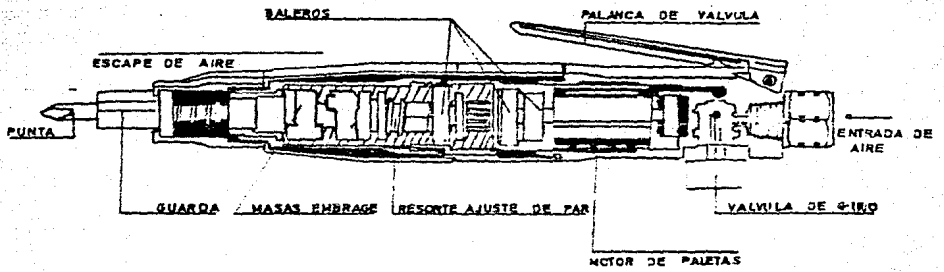 BALEROS
PALANCA DE VALVULA
ESCAPE DE AIRE
PUNTA
ENTRADA DE
AIRE
GUARDA
MASAS EMBRAGE
RESORTE AJUSTE DE PAR
VALVULA DE GIRO
MOTOR DE PALETAS